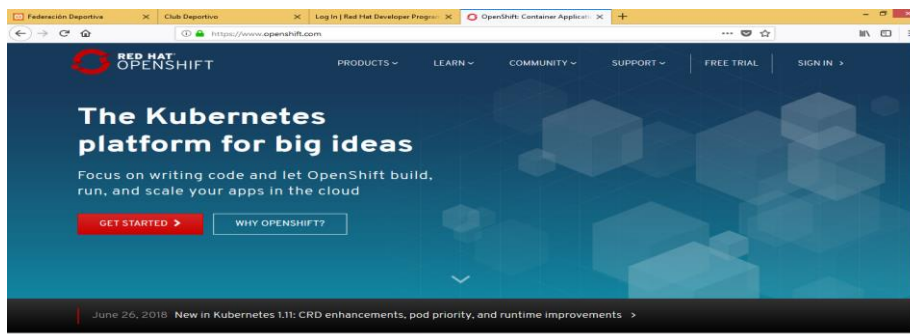 Federación Deportiva
Club Deportivo
Log In | Red Hat Developer Progra
OpenShift: Container Applicati
https://www.openshift.com
RED HAT
OPENSHIFT
PRODUCTS
LEARN
COMMUNITY
SUPPORT
FREE TRIAL
SIGN IN >
The Kubernetes
platform for big ideas
Focus on writing code and let OpenShift build,
run, and scale your apps in the cloud
GET STARTED >
WHY OPENSHIFT?
June 26, 2018 New in Kubernetes 1.11: CRD enhancements, pod priority, and runtime improvements >